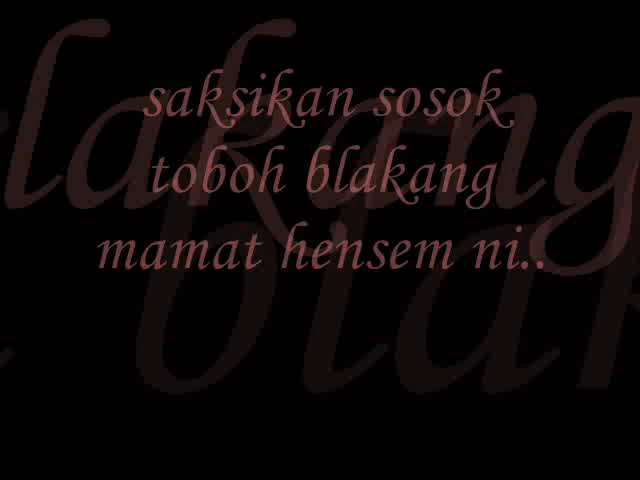 saksikan sosok
toboh blakang
mamat hensem ni..